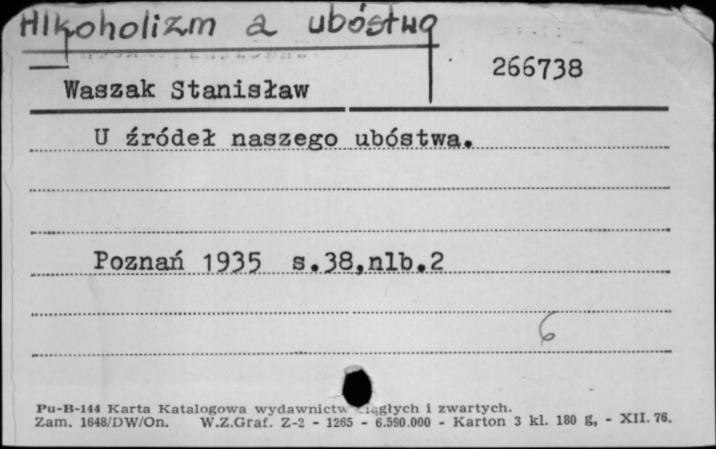 Alkoholizm a ubóstwo
266738
Waszak Stanisław
U źródeł naszego ubóstwa.
Poznań 1935 s.38,nlb.2
6
Pu-B-144 Karta Katalogowa wydawnictw ciągłych i zwartych.
Zam. 1648/DW/On. W.Z.Graf. Z-2 - 1265 - 6.590.000 - Karton 3 kl. 180 g, - XII. 76.